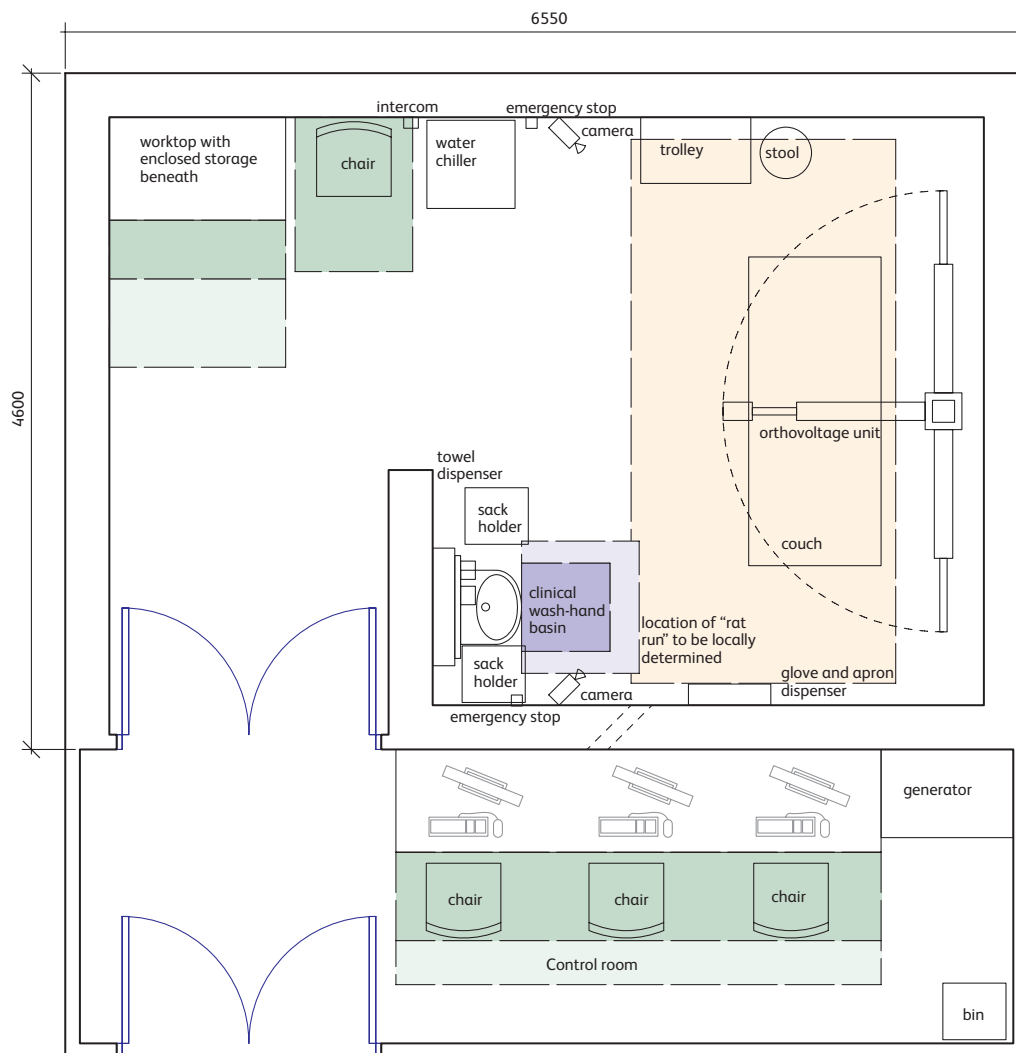 6550
intercom
emergency stop
camera
worktop with
enclosed storage
beneath
chair
water
chiller
trolley
stool
4600
orthovoltage unit
towel
dispenser
sack
holder
couch
clinical
wash-hand
basin
location of “rat
run” to be locally
determined
sack
holder
glove and apron
dispenser
camera
emergency stop
generator
chair
chair
chair
Control room
bin